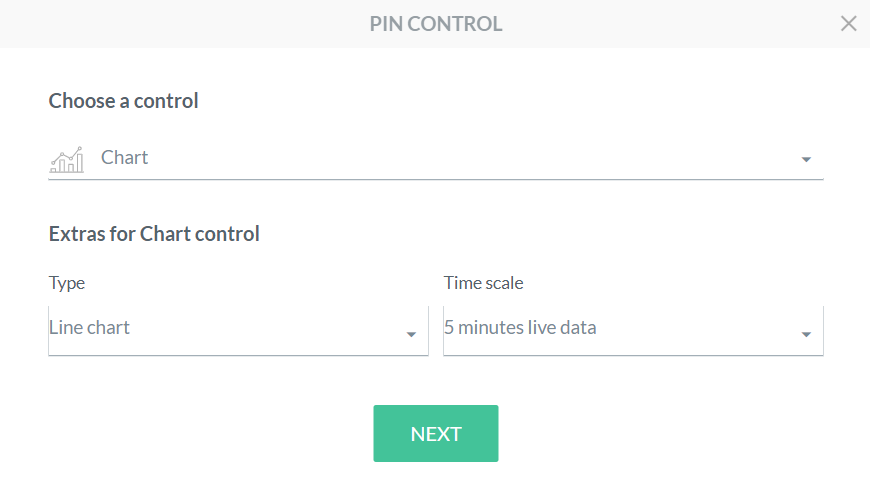 PIN CONTROL
Choose a control
Chart
Extras for Chart control
Type
Time scale
Line chart
5 minutes live data
NEXT